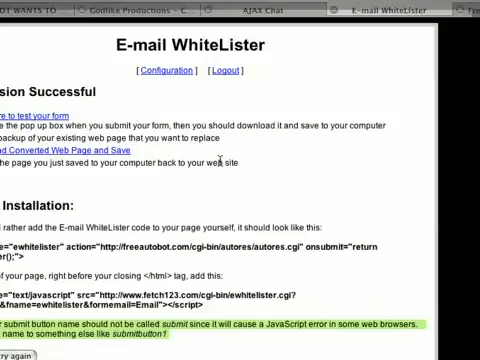 DT WANTS TO ... Godlike Productions - C... AJAX Chat E-mail WhiteLister Fre
E-mail WhiteLister
[ Configuration ] [ Logout ]
sion Successful
re to test your form
e the pop up box when you submit your form, then you should download it and save to your computer
backup of your existing web page that you want to replace
ad Converted Web Page and Save
he page you just saved to your computer back to your web site
Installation:
l rather add the E-mail WhiteLister code to your page yourself, it should look like this:
e="ewhitelister" action="http://freeautobot.com/cgi-bin/autores/autores.cgi" onsubmit="return
er();">
of your page, right before your closing </html> tag, add this:
e="text/javascript" src="http://www.fetch123.com/cgi-bin/ewhitelister.cgi?
&fname=ewhitelister&formemail=Email"></script>
r submit button name should not be called submit since it will cause a JavaScript error in some web browsers.
name to something else like submitbutton1
try again